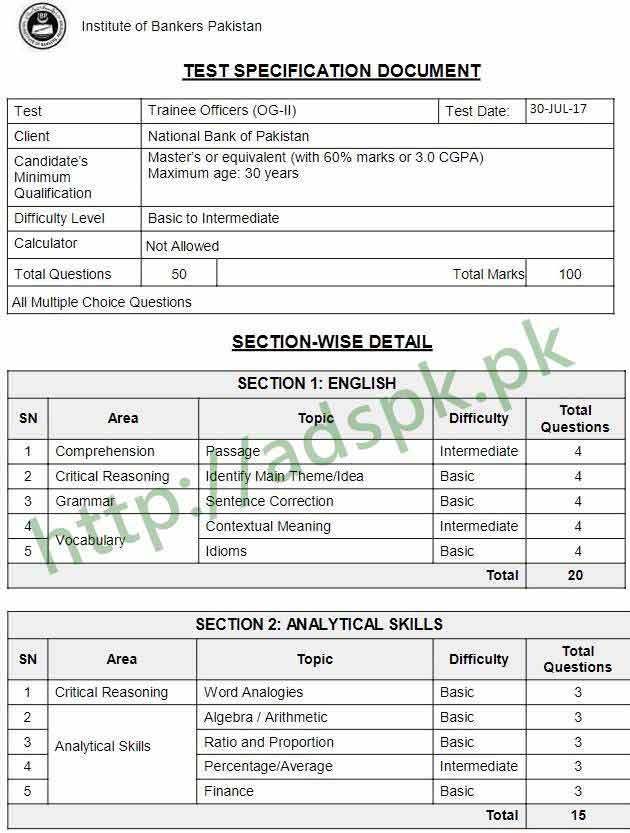 Institute of Bankers Pakistan
TEST SPECIFICATION DOCUMENT
Test Trainee Officers (OG-II) Test Date: 30-JUL-17
Client National Bank of Pakistan
Candidate's Minimum Qualification Master's or equivalent (with 60% marks or 3.0 CGPA)
Maximum age: 30 years
Difficulty Level Basic to Intermediate
Calculator Not Allowed
Total Questions 50 Total Marks 100
All Multiple Choice Questions
SECTION-WISE DETAIL
SECTION 1: ENGLISH
SN Area Topic Difficulty Total Questions
1 Comprehension Passage Intermediate 4
2 Critical Reasoning Identify Main Theme/Idea Basic 4
3 Grammar Sentence Correction Basic 4
4 Vocabulary Contextual Meaning Intermediate 4
5 Idioms Basic 4
Total 20
SECTION 2: ANALYTICAL SKILLS
SN Area Topic Difficulty Total Questions
1 Critical Reasoning Word Analogies Basic 3
2 Analytical Skills Algebra / Arithmetic Basic 3
3 Ratio and Proportion Basic 3
4 Percentage/Average Intermediate 3
5 Finance Basic 3
Total 15
http://adspk.pk